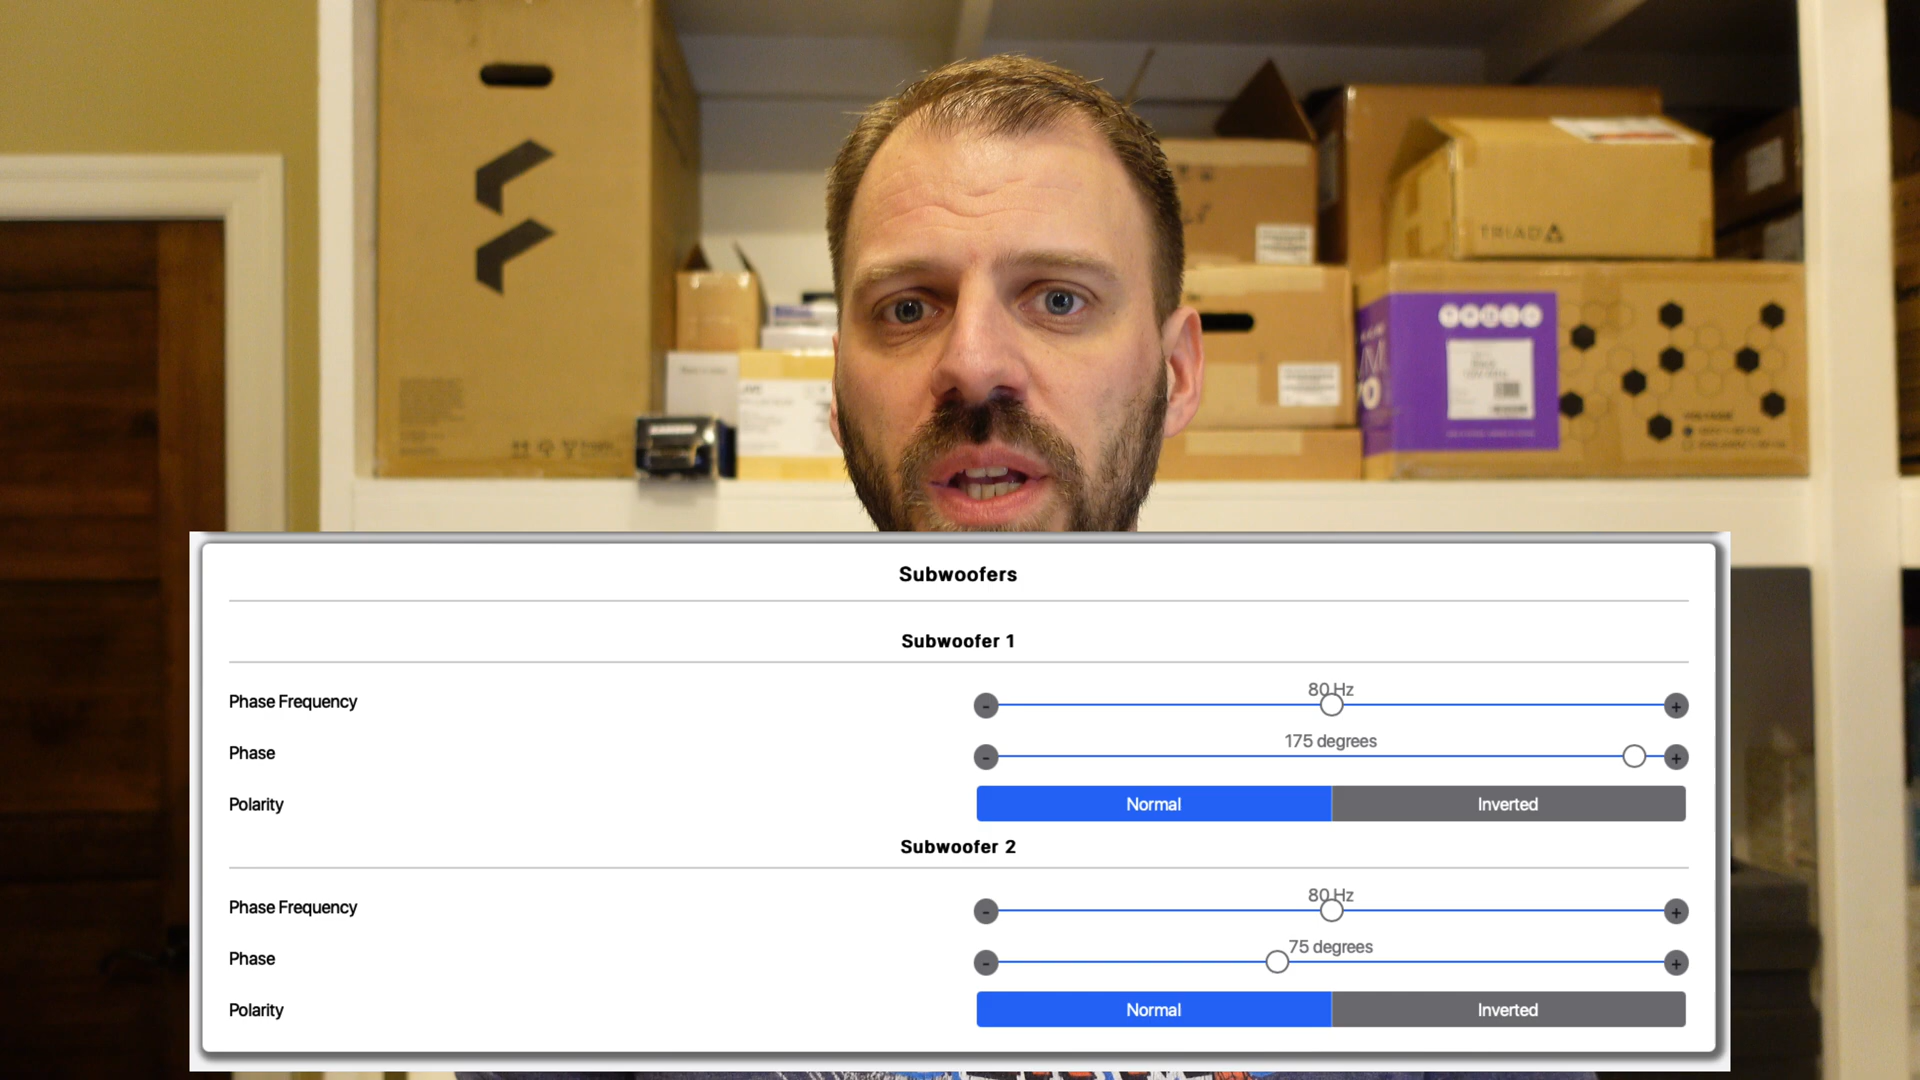 TRIAD
VOLTAGE
Subwoofers
Subwoofer 1
Phase Frequency
80 Hz
-
+
Phase
175 degrees
-
+
Polarity
Normal
Inverted
Subwoofer 2
Phase Frequency
80 Hz
-
+
Phase
75 degrees
-
+
Polarity
Normal
Inverted